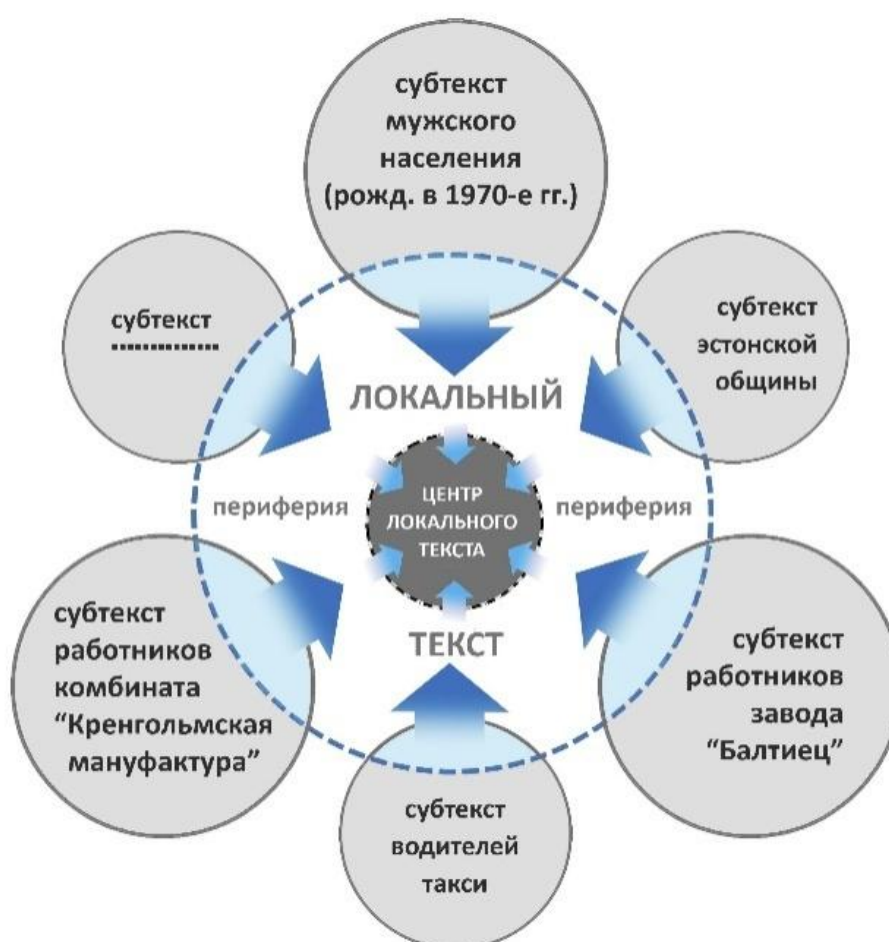 субтекст
мужского
населения
(рожд. в 1970-е гг.)
субтекст
субтекст
эстонской
общины
ЛОКАЛЬНЫЙ
периферия
ЦЕНТР
ЛОКАЛЬНОГО
ТЕКСТА
периферия
ТЕКСТ
субтекст
работников
комбината
“Кренгольмская
мануфактура”
субтекст
работников
завода
“Балтиец”
субтекст
водителей
такси